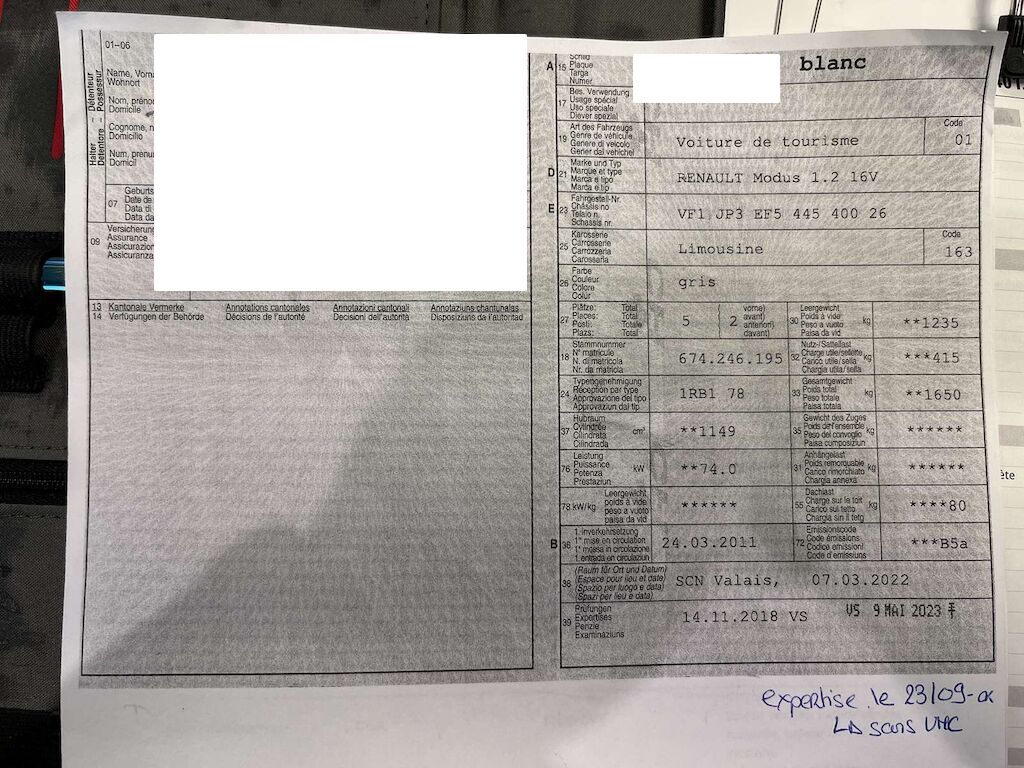 01-06
Halter – Détenteur
Detentore – Possessur
Name, Vorna
Wohnort
Nom, prénom
Domicile
Cognome, n
Domicilio
Num, prenum
Domicil
07 Geburts
Date de
Data di
Data da
09 Versicherung
Assurance
Assicurazion
Assicuranza
13 Kantonale Vermerke Annotations cantonales Annotazioni cantonali Annotaziuns chantunalas
14 Verfügungen der Behörde Décisions de l'autorité Decisioni dell'autorità Disposiziuns da l'autoritad
A 15 Schild
Plaque
Targa
Numer
blanc
17 Bes. Verwendung
Usage spécial
Uso speciale
Diever spezial
19 Art des Fahrzeugs
Genre de véhicule
Genere di veicolo
Gener dal vehichel
Voiture de tourisme
Code
01
D 21 Marke und Typ
Marque et type
Marca e tipo
Marca e tip
RENAULT Modus 1.2 16V
E 23 Fahrgestell-Nr.
Châssis no
Telaio n.
Schassis nr.
VF1 JP3 EF5 445 400 26
25 Karosserie
Carrosserie
Carrozzeria
Carossaria
Limousine
Code
163
26 Farbe
Couleur
Colore
Colur
gris
27 Plätze: Total
Places: Total
Posti: Totale
Plazs: Total
5
2
vorne)
avant)
anteriori)
davant)
30 Leergewicht
Poids à vide
Peso a vuoto
Paisa da vid
kg
**1235
18 Stammnummer
N° matricule
N. di matricola
Nr. da matricla
674.246.195
32 Nutz-/Sattellast
Charge utile/sellette
Carico utile/sella
Chargia utila/sella
kg
***415
24 Typengenehmigung
Réception par type
Approvazione del tipo
Approvaziun dal tip
1RB1 78
33 Gesamtgewicht
Poids total
Peso totale
Paisa totala
kg
**1650
37 Hubraum
Cylindrée
Cilindrata
Cilindrada
cm³
**1149
35 Gewicht des Zuges
Poids de l'ensemble
Peso del convoglio
Paisa cumposiziun
kg
******
76 Leistung
Puissance
Potenza
Prestaziun
kW
**74.0
31 Anhängelast
Poids remorquable
Carico rimorchiato
Chargia annexa
kg
******
78 kW/kg
Leergewicht
poids à vide
peso a vuoto
paisa da vid
******
55 Dachlast
Charge sur le toit
Carico sul tetto
Chargia sin il tetg
kg
****80
B 36 1. Inverkehrsetzung
1re mise en circulation
1a messa in circolazione
1 entrada en circulaziun
24.03.2011
72 Emissionscode
Code émissions
Codice emissioni
Code d'emissiuns
***B5a
38 (Raum für Ort und Datum)
(Espace pour lieu et date)
(Spazio per luogo e data)
(Spazi per lieu e data)
SCN Valais, 07.03.2022
39 Prüfungen
Expertises
Perizie
Examinaziuns
14.11.2018 VS
VS 9 MAI 2023
expertise le 23/09-
LA sans
ète